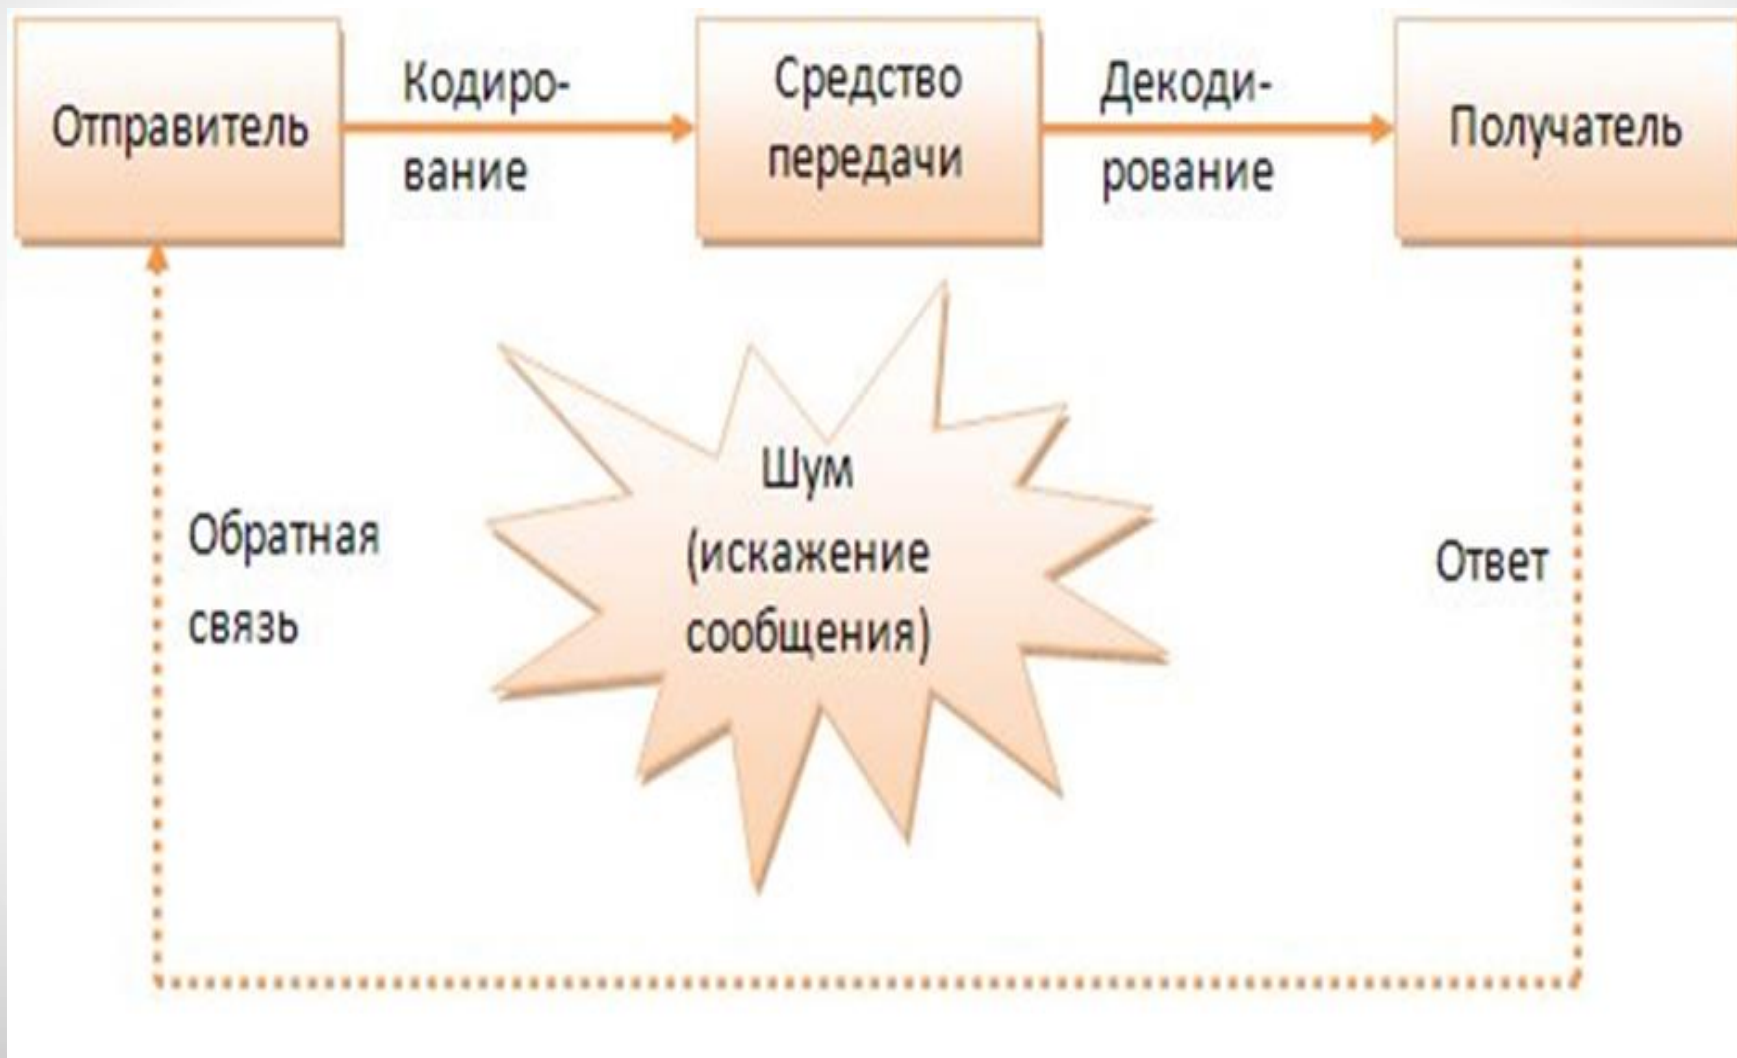 Отправитель
Кодиро-
вание
Средство
передачи
Декоди-
рование
Получатель
Шум
(искажение
сообщения)
Обратная
связь
Ответ